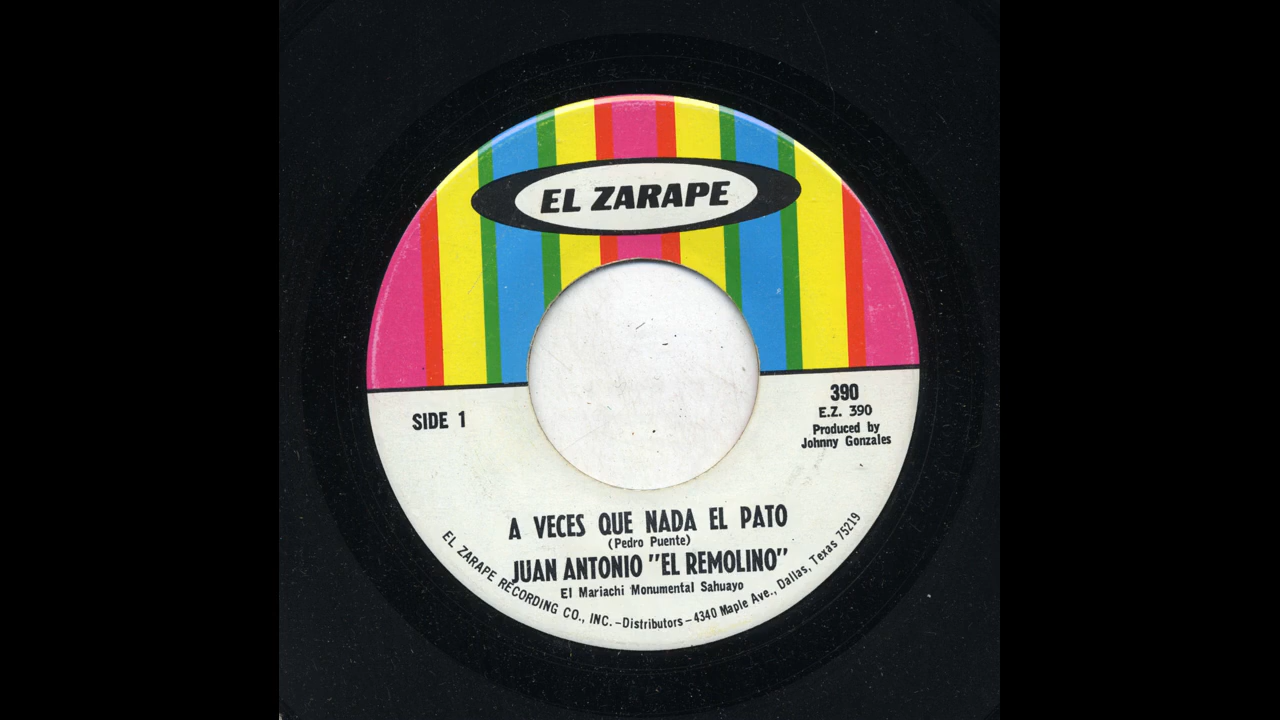 EL ZARAPE
SIDE 1
390
E.Z. 390
Produced by
Johnny Gonzales
A VECES QUE NADA EL PATO
(Pedro Puente)
JUAN ANTONIO "EL REMOLINO"
El Mariachi Monumental Sahuayo
EL ZARAPE RECORDING CO., INC. - Distributors - 4340 Maple Ave., Dallas, Texas 75219